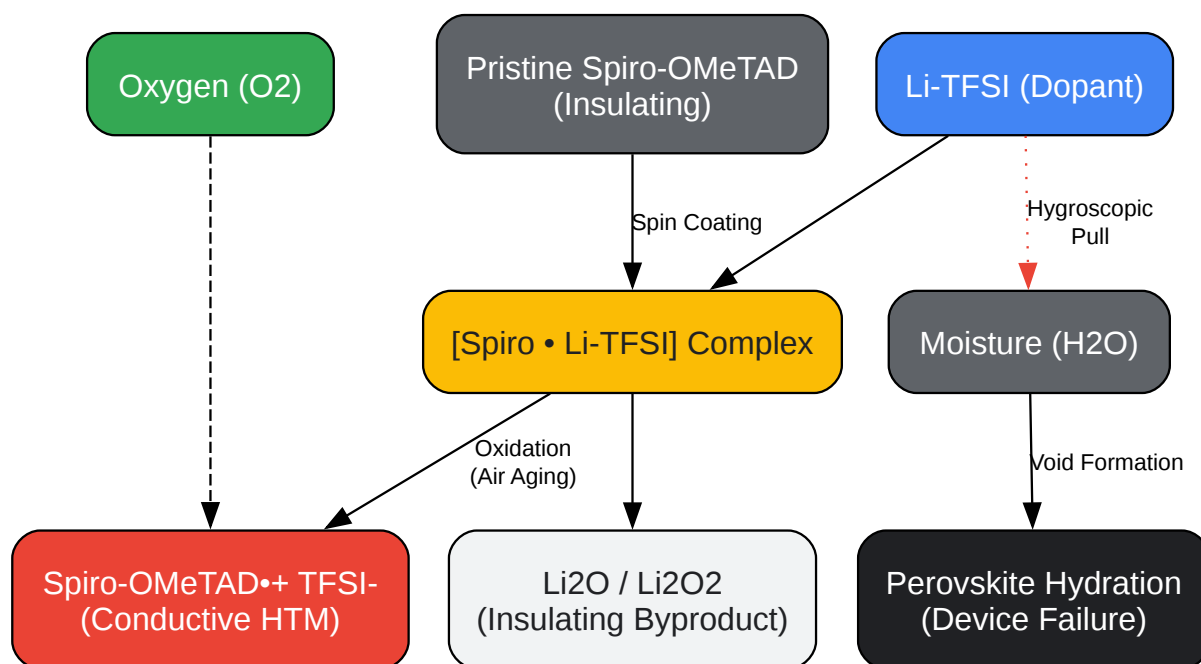 Oxygen (O2)
Pristine Spiro-OMeTAD
(Insulating)
Li-TFSI (Dopant)
Spin Coating
Hygroscopic
Pull
[Spiro • Li-TFSI] Complex
Moisture (H2O)
Oxidation
(Air Aging)
Void Formation
Spiro-OMeTAD•+ TFSI-
(Conductive HTM)
Li2O / Li2O2
(Insulating Byproduct)
Perovskite Hydration
(Device Failure)